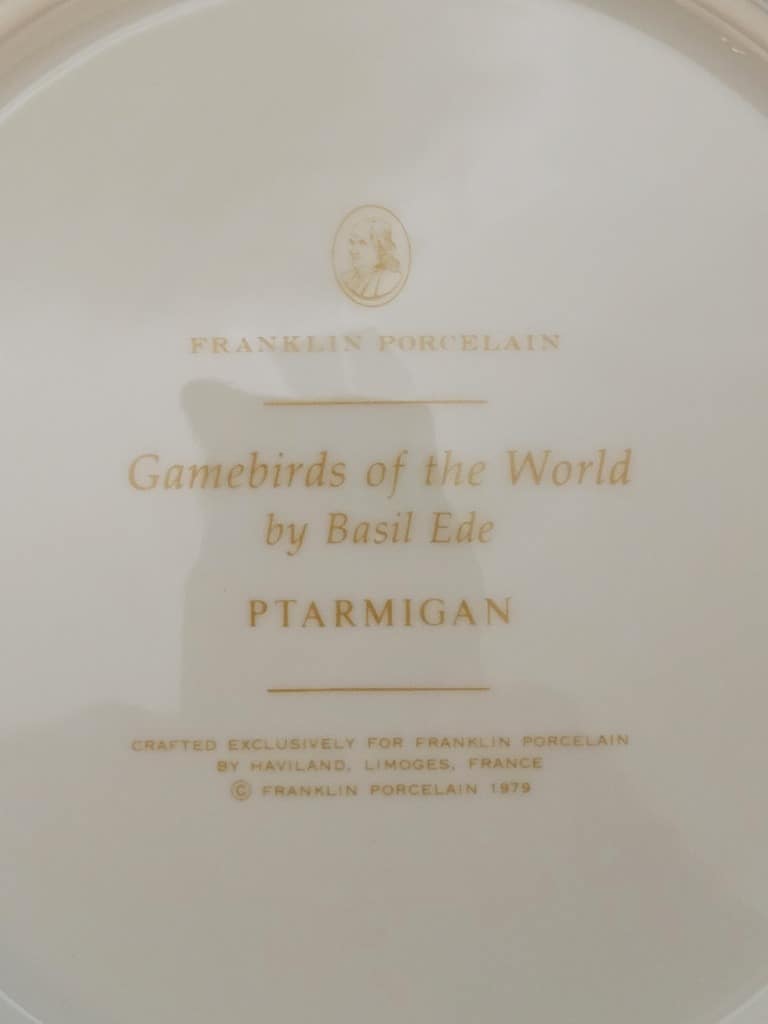 FRANKLIN PORCELAIN
Gamebirds of the World
by Basil Ede
PTARMIGAN
CRAFTED EXCLUSIVELY FOR FRANKLIN PORCELAIN
BY HAVILAND, LIMOGES, FRANCE
© FRANKLIN PORCELAIN 1979